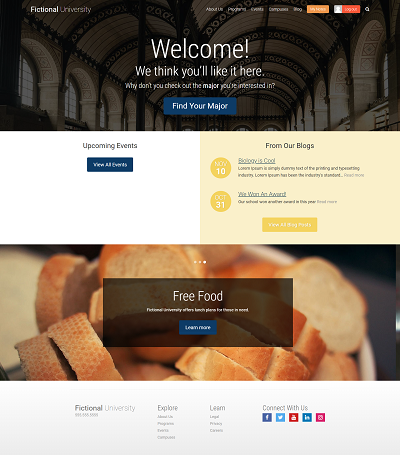 Fictional University
About Us Programs Events Campuses Blog My Notes Log Out
Welcome!
We think you'll like it here.
Why don't you check out the major you're interested in?
Find Your Major
Upcoming Events
View All Events
From Our Blogs
NOV
10
Biology is Cool
Lorem Ipsum is simply dummy text of the printing and typesetting
industry. Lorem Ipsum has been the industry's standard... Read more
OCT
31
We Won An Award!
Our school won another award in this year Read more
View All Blog Posts
Free Food
Fictional University offers lunch plans for those in need.
Learn more
Fictional University
555.555.5555
Explore
About Us
Programs
Events
Campuses
Learn
Legal
Privacy
Careers
Connect With Us